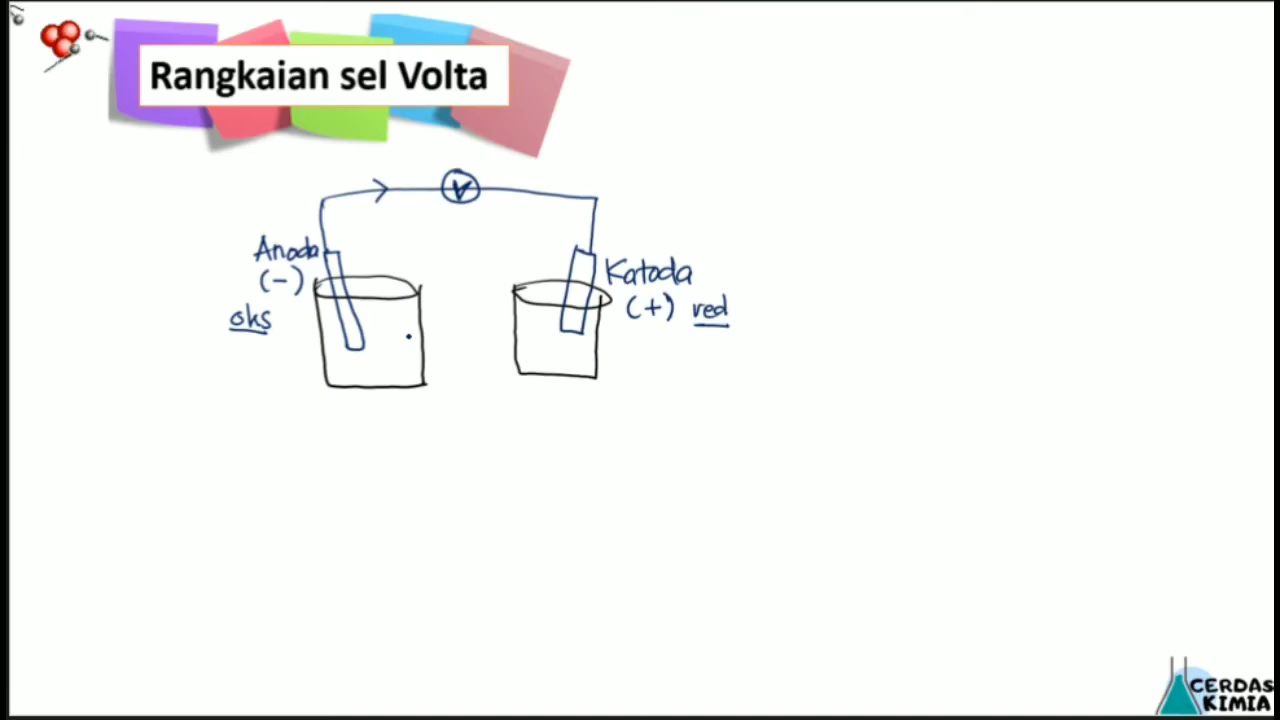 Rangkaian sel Volta
V
Anoda
(-)
oks
Katoda
(+) red
CERDAS
KIMIA